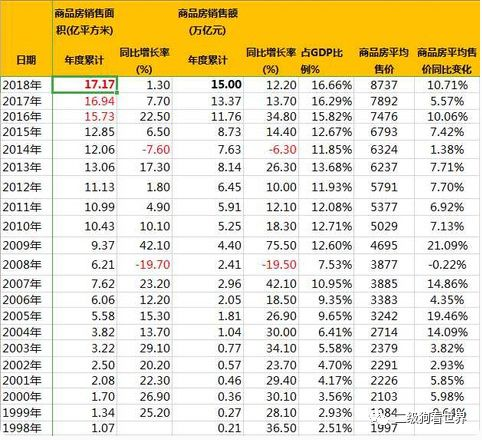 日期 商品房销售面积(亿平方米) 商品房销售额(万亿元) 占GDP比例% 商品房平均售价 商品房平均售价同比变化
年度累计 同比增长率(%) 年度累计 同比增长率(%)
2018年 17.17 1.30 15.00 12.20 16.66% 8737 10.71%
2017年 16.94 7.70 13.37 13.70 16.29% 7892 5.57%
2016年 15.73 22.50 11.76 34.80 15.82% 7476 10.06%
2015年 12.85 6.50 8.73 14.40 12.67% 6793 7.42%
2014年 12.06 -7.60 7.63 -6.30 11.85% 6324 1.38%
2013年 13.06 17.30 8.14 26.30 13.68% 6237 7.71%
2012年 11.13 1.80 6.45 10.00 11.93% 5791 7.70%
2011年 10.99 4.90 5.91 12.10 12.08% 5377 6.92%
2010年 10.43 10.10 5.25 18.30 12.71% 5029 7.13%
2009年 9.37 42.10 4.40 75.50 12.60% 4695 21.09%
2008年 6.21 -19.70 2.41 -19.50 7.53% 3877 -0.22%
2007年 7.62 23.20 2.96 42.10 10.95% 3885 14.86%
2006年 6.06 12.20 2.05 18.50 9.35% 3383 4.35%
2005年 5.58 15.30 1.81 26.90 9.65% 3242 19.46%
2004年 3.82 13.70 1.04 30.00 6.41% 2714 14.09%
2003年 3.22 29.10 0.77 34.10 5.58% 2379 3.82%
2002年 2.50 20.20 0.57 23.70 4.70% 2291 2.93%
2001年 2.08 22.30 0.46 29.40 4.17% 2226 5.85%
2000年 1.70 26.90 0.36 30.10 3.56% 2103 5.98%
1999年 1.34 25.20 0.27 28.10 2.93%
1998年 1.07 0.21 36.50 2.51% 1997
二级狗看世界